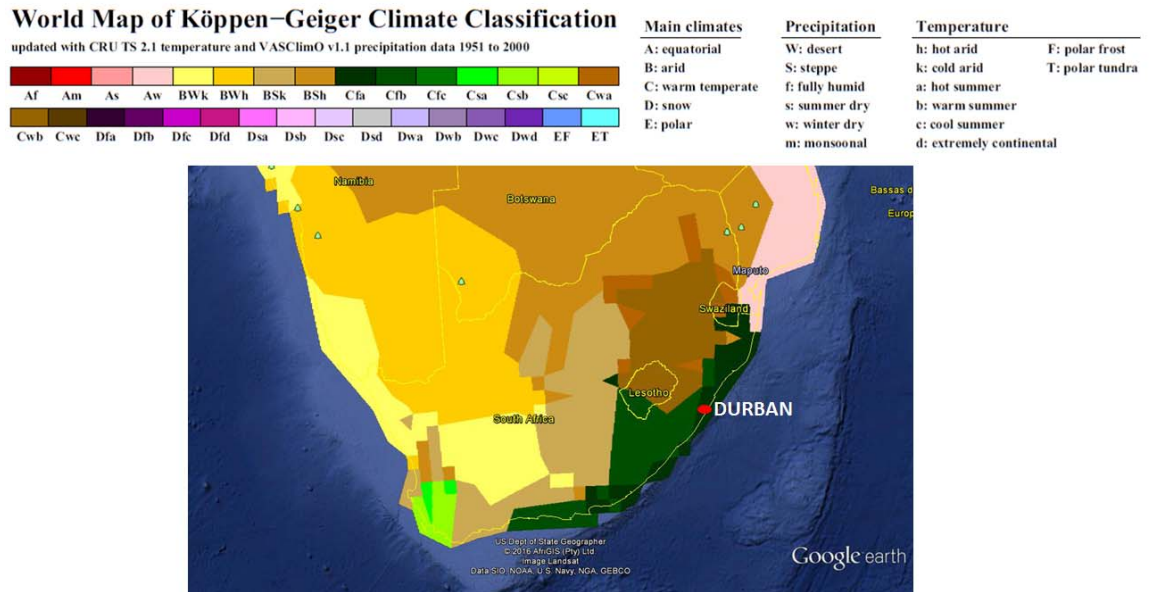 World Map of Köppen−Geiger Climate Classification
updated with CRU TS 2.1 temperature and VASClimO v1.1 precipitation data 1951 to 2000
Af Am As Aw BWk BWh BSk BSh Cfa Cfb Cfc Csa Csb Csc Cwa
Cwb Cwc Dfa Dfb Dfc Dfd Dsa Dsb Dsc Dsd Dwa Dwb Dwc Dwd EF ET
Main climates
A: equatorial
B: arid
C: warm temperate
D: snow
E: polar
Precipitation
W: desert
S: steppe
f: fully humid
s: summer dry
w: winter dry
m: monsoonal
Temperature
h: hot arid
k: cold arid
a: hot summer
b: warm summer
c: cool summer
d: extremely continental
F: polar frost
T: polar tundra
Namibia
Botswana
Bassas d
Europ
Maputo
Swaziland
Lesotho
DURBAN
South Africa
US Dept of State Geographer
© 2016 AfriGIS (Pty) Ltd.
Image Landsat
Data SIO, NOAA, U.S. Navy, NGA, GEBCO
Google earth